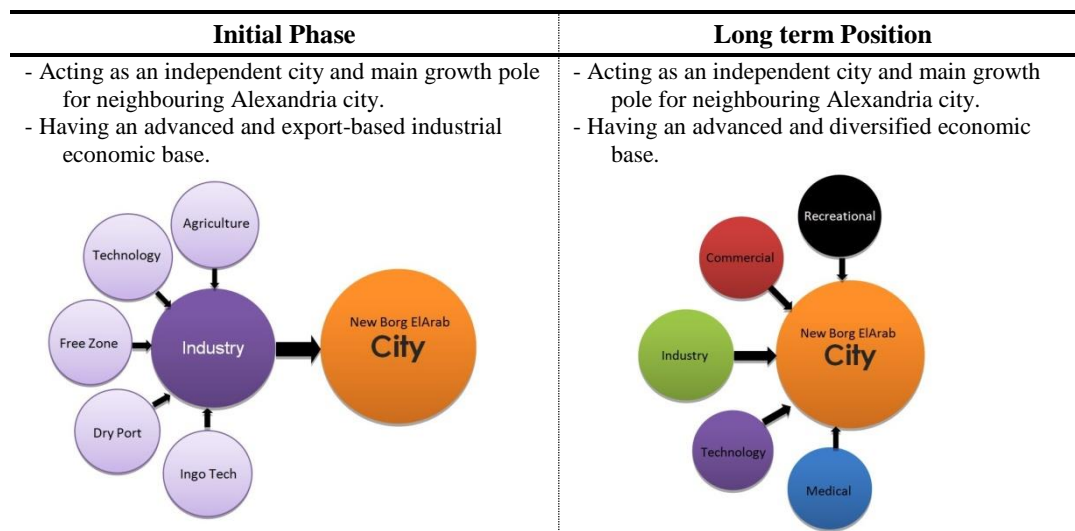 Initial Phase
- Acting as an independent city and main growth pole
for neighbouring Alexandria city.
- Having an advanced and export-based industrial
economic base.
Agriculture
Technology
Free Zone
Industry
Dry Port
Ingo Tech
New Borg ElArab
City
Long term Position
- Acting as an independent city and main growth
pole for neighbouring Alexandria city.
- Having an advanced and diversified economic
base.
Recreational
Commercial
Industry
New Borg ElArab
City
Technology
Medical